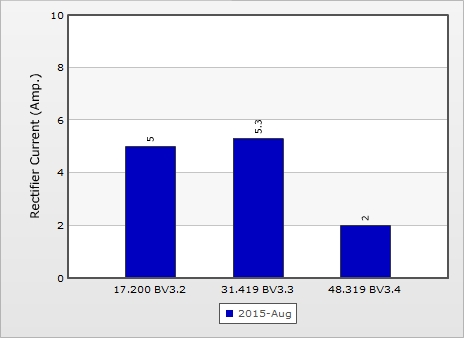 Rectifier Current (Amp.)
10
8
6
4
2
0
5
5.3
2
17.200 BV3.2
31.419 BV3.3
48.319 BV3.4
2015-Aug